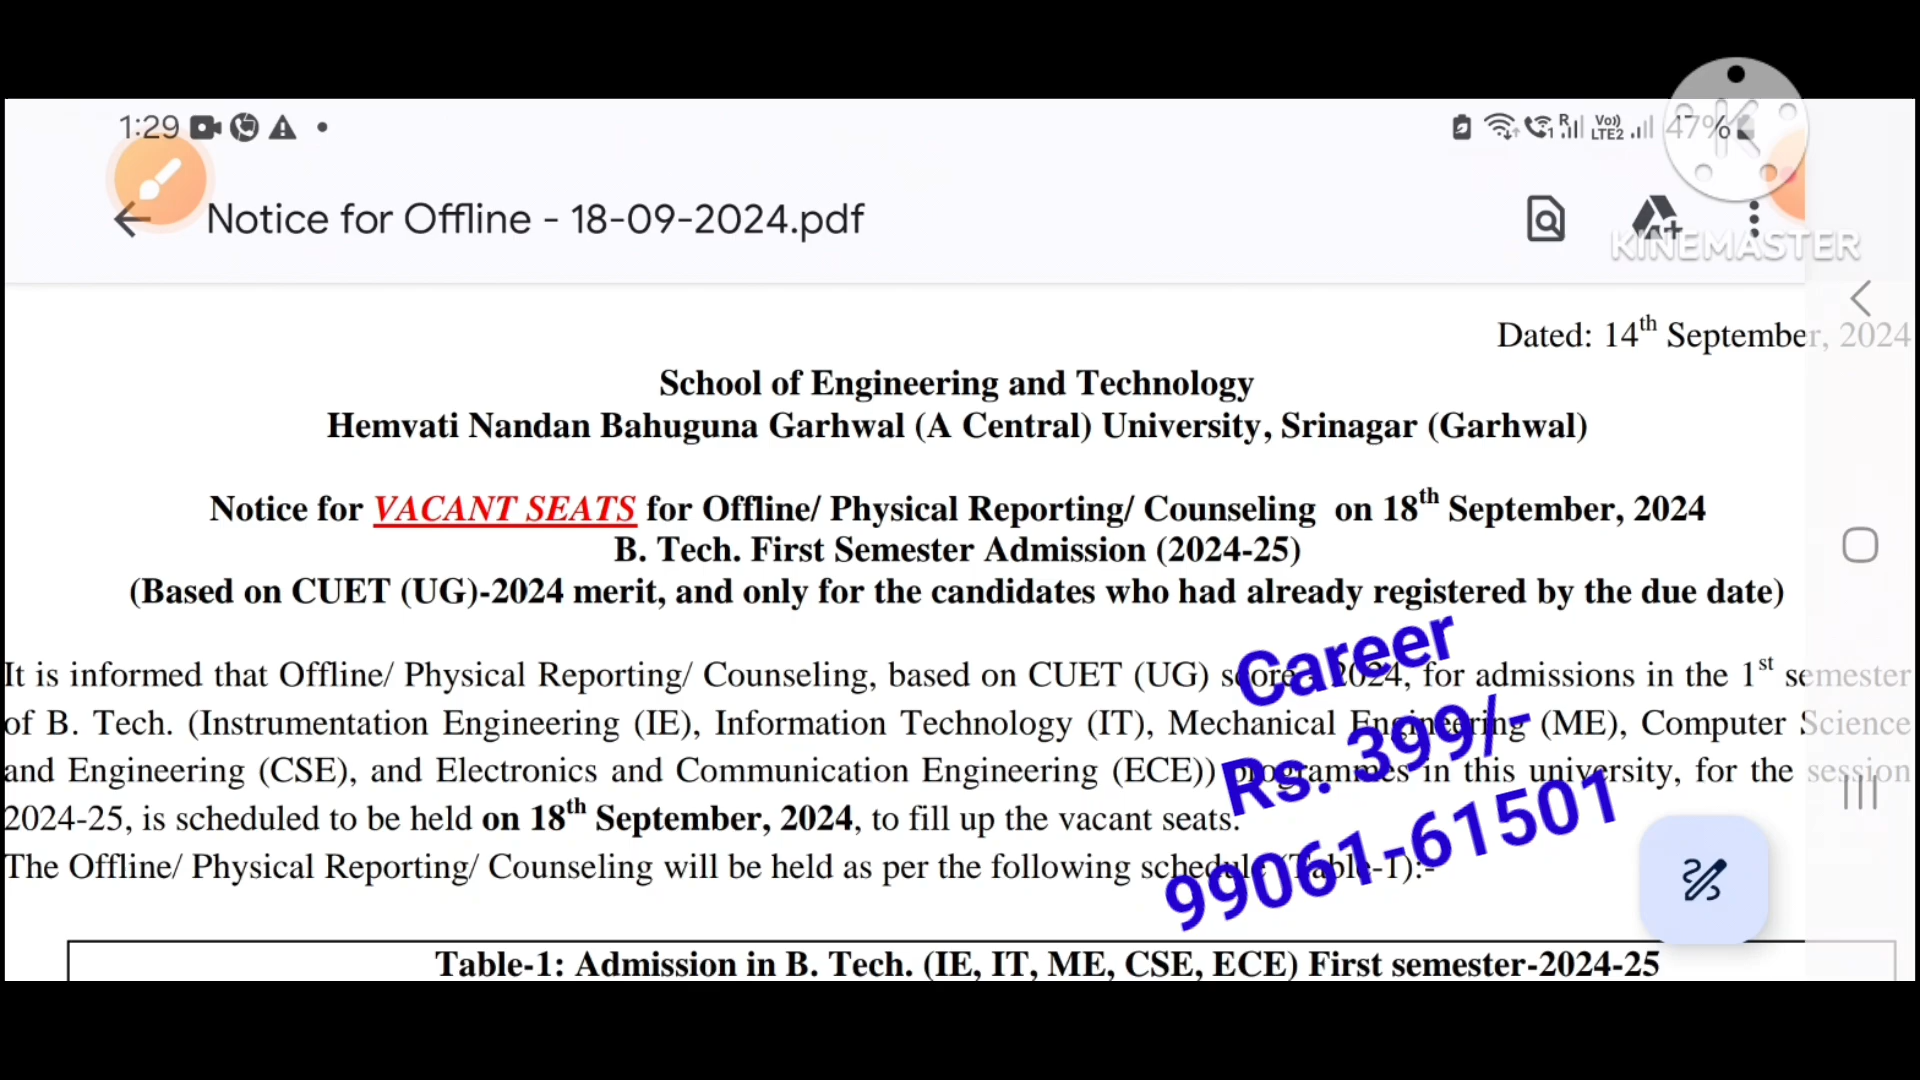 1:29
Vo)) LTE2 47%
Notice for Offline - 18-09-2024.pdf
KINEMASTER
Dated: 14th September, 2024
School of Engineering and Technology
Hemvati Nandan Bahuguna Garhwal (A Central) University, Srinagar (Garhwal)
Notice for VACANT SEATS for Offline/ Physical Reporting/ Counseling on 18th September, 2024
B. Tech. First Semester Admission (2024-25)
(Based on CUET (UG)-2024 merit, and only for the candidates who had already registered by the due date)
It is informed that Offline/ Physical Reporting/ Counseling, based on CUET (UG) score - 2024, for admissions in the 1st semester
of B. Tech. (Instrumentation Engineering (IE), Information Technology (IT), Mechanical Engineering (ME), Computer Science
and Engineering (CSE), and Electronics and Communication Engineering (ECE)) programmes in this university, for the session
2024-25, is scheduled to be held on 18th September, 2024, to fill up the vacant seats.
The Offline/ Physical Reporting/ Counseling will be held as per the following schedule (Table-1):-
Career
Rs. 399/-
99061-61501
Table-1: Admission in B. Tech. (IE, IT, ME, CSE, ECE) First semester-2024-25